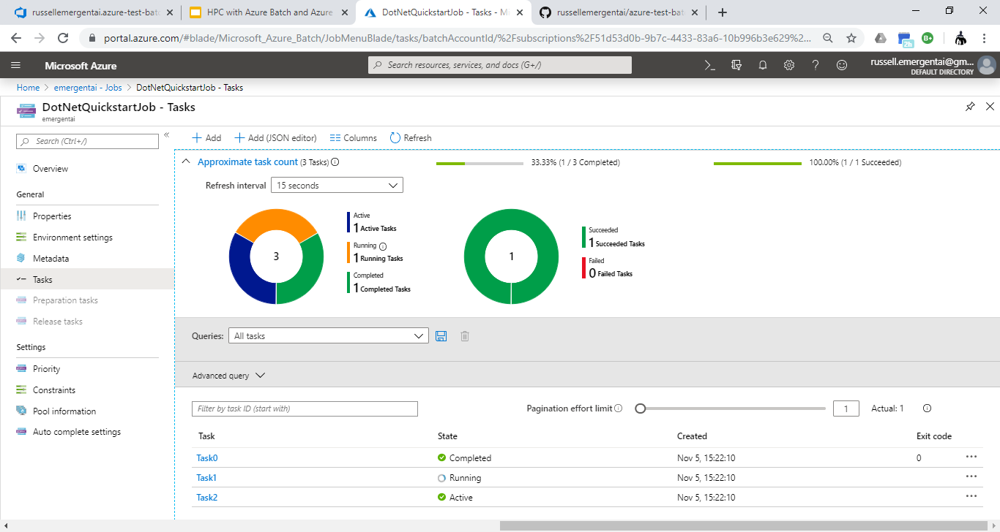 russellemergentai.azure-test-batc
HPC with Azure Batch and Azure
DotNetQuickstartJob - Tasks - Mi
russellemergentai/azure-test-batc
portal.azure.com/#blade/Microsoft_Azure_Batch/JobMenuBlade/tasks/batchAccountId/%2Fsubscriptions%2F51d53d0b-9b7c-4433-83a6-10b996b3e629%2...
2h
B+
Microsoft Azure
Search resources, services, and docs (G+/)
russell.emergentai@gm...
DEFAULT DIRECTORY
Home > emergentai - Jobs > DotNetQuickstartJob - Tasks
DotNetQuickstartJob - Tasks
emergentai
Search (Ctrl+/)
Overview
General
Properties
Environment settings
Metadata
Tasks
Preparation tasks
Release tasks
Settings
Priority
Constraints
Pool information
Auto complete settings
Add Add (JSON editor) Columns Refresh
Approximate task count (3 Tasks) 33.33% (1 / 3 Completed) 100.00% (1 / 1 Succeeded)
Refresh interval 15 seconds
3
Active
1 Active Tasks
Running
1 Running Tasks
Completed
1 Completed Tasks
1
Succeeded
1 Succeeded Tasks
Failed
0 Failed Tasks
Queries: All tasks
Advanced query
Filter by task ID (start with) Pagination effort limit 1 Actual: 1
Task State Created Exit code
Task0 Completed Nov 5, 15:22:10 0 ...
Task1 Running Nov 5, 15:22:10 ...
Task2 Active Nov 5, 15:22:10 ...